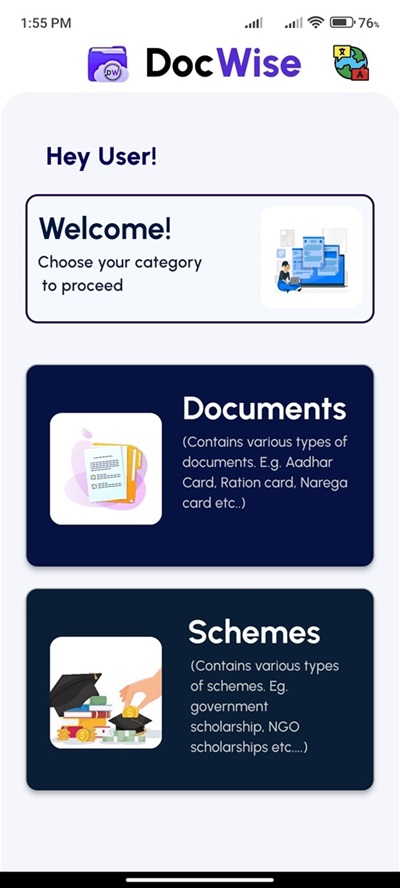 1:55 PM
76%
DW
DocWise
文
A
Hey User!
Welcome!
Choose your category
to proceed
Documents
(Contains various types of
documents. E.g. Aadhar
Card, Ration card, Narega
card etc..)
Schemes
(Contains various types
of schemes. Eg.
government
scholarship, NGO
scholarships etc....)